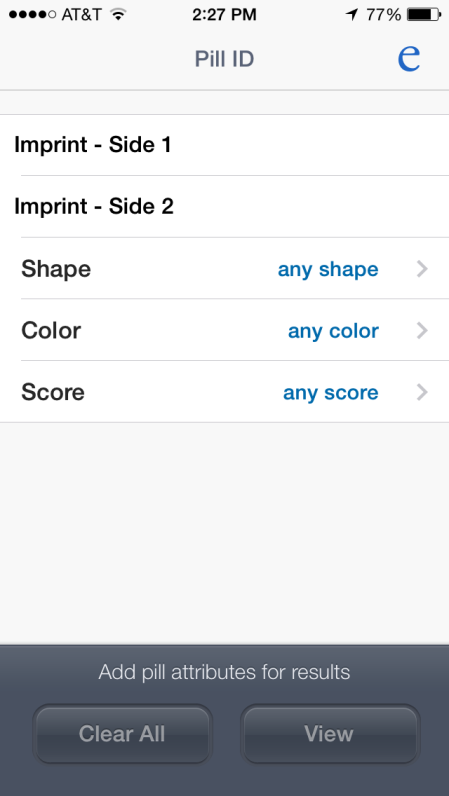 AT&T 2:27 PM 77%
Pill ID e
Imprint - Side 1
Imprint - Side 2
Shape any shape
Color any color
Score any score
Add pill attributes for results
Clear All View